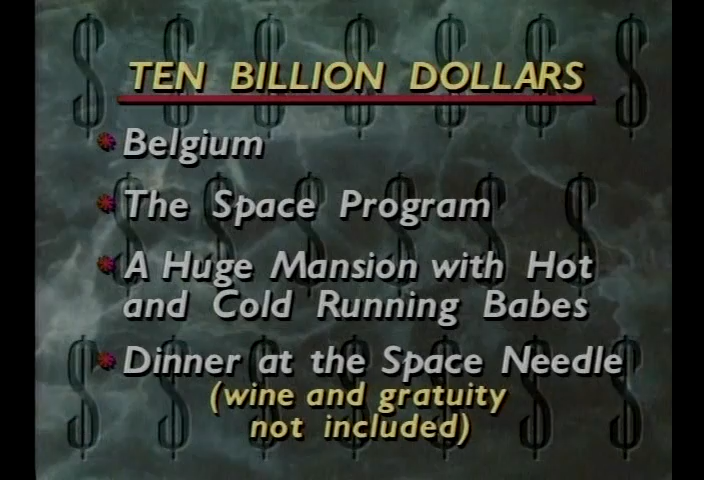 TEN BILLION DOLLARS
Belgium
The Space Program
A Huge Mansion with Hot
and Cold Running Babes
Dinner at the Space Needle
(wine and gratuity
not included)